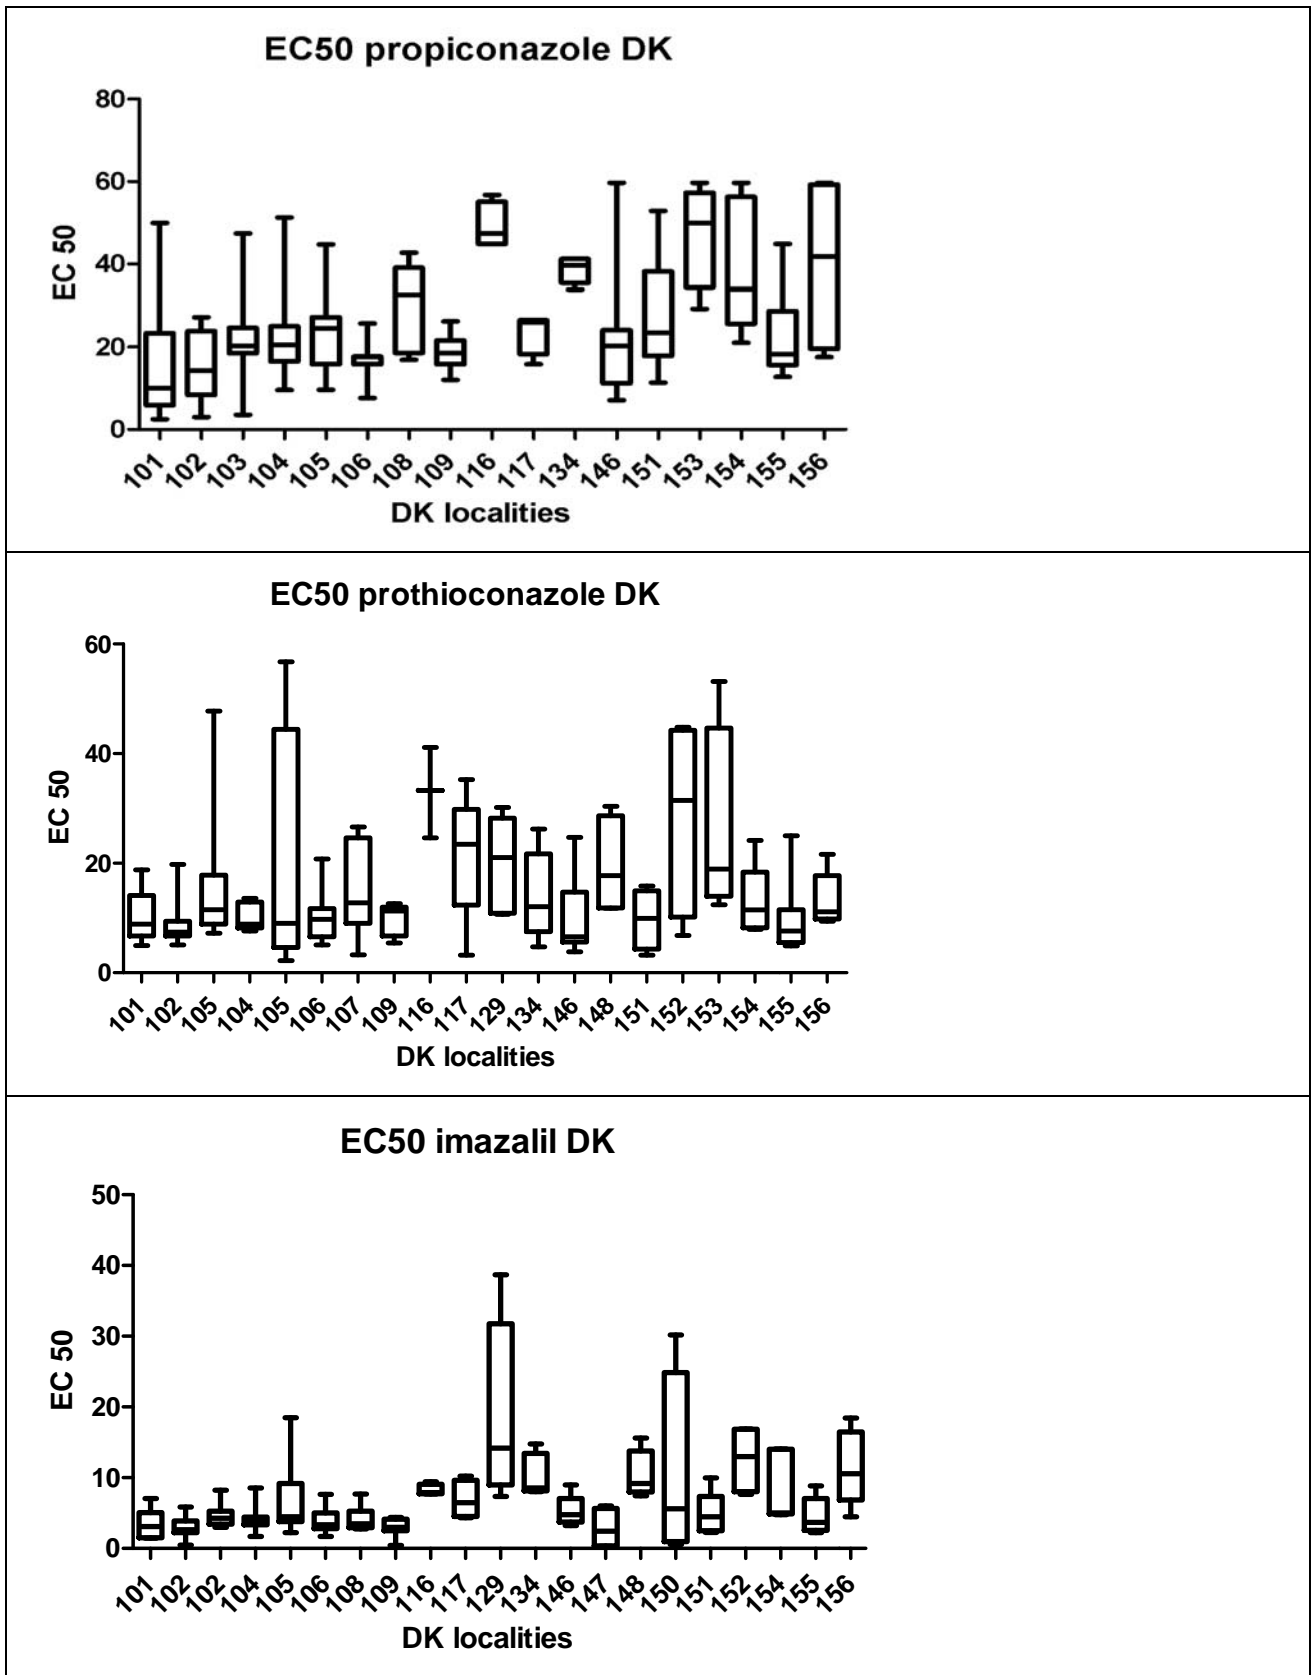 EC50 propiconazole DK
80
60
40
20
0
EC 50
101 102 103 104 105 106 108 109 116 117 134 146 151 153 154 155 156
DK localities
EC50 prothioconazole DK
60
40
20
0
EC 50
101 102 105 104 105 106 107 109 116 117 129 134 146 148 151 152 153 154 155 156
DK localities
EC50 imazalil DK
50
40
30
20
10
0
EC 50
101 102 102 104 105 106 108 109 116 117 129 134 146 147 148 150 151 152 154 155 156
DK localities